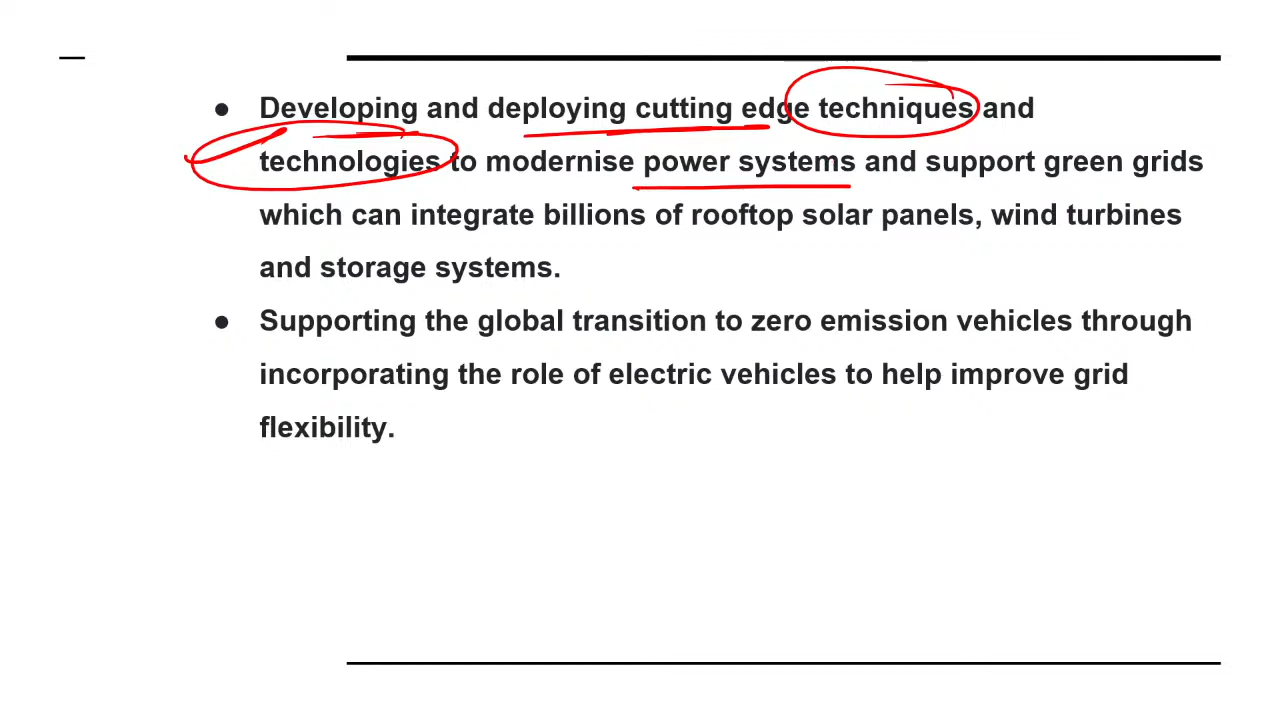 ● Developing and deploying cutting edge techniques and
technologies to modernise power systems and support green grids
which can integrate billions of rooftop solar panels, wind turbines
and storage systems.
● Supporting the global transition to zero emission vehicles through
incorporating the role of electric vehicles to help improve grid
flexibility.